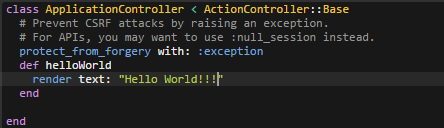 class ApplicationController < ActionController::Base
  # Prevent CSRF attacks by raising an exception.
  # For APIs, you may want to use :null_session instead.
  protect_from_forgery with: :exception
  def helloWorld
    render text: "Hello World!!!"
  end
end